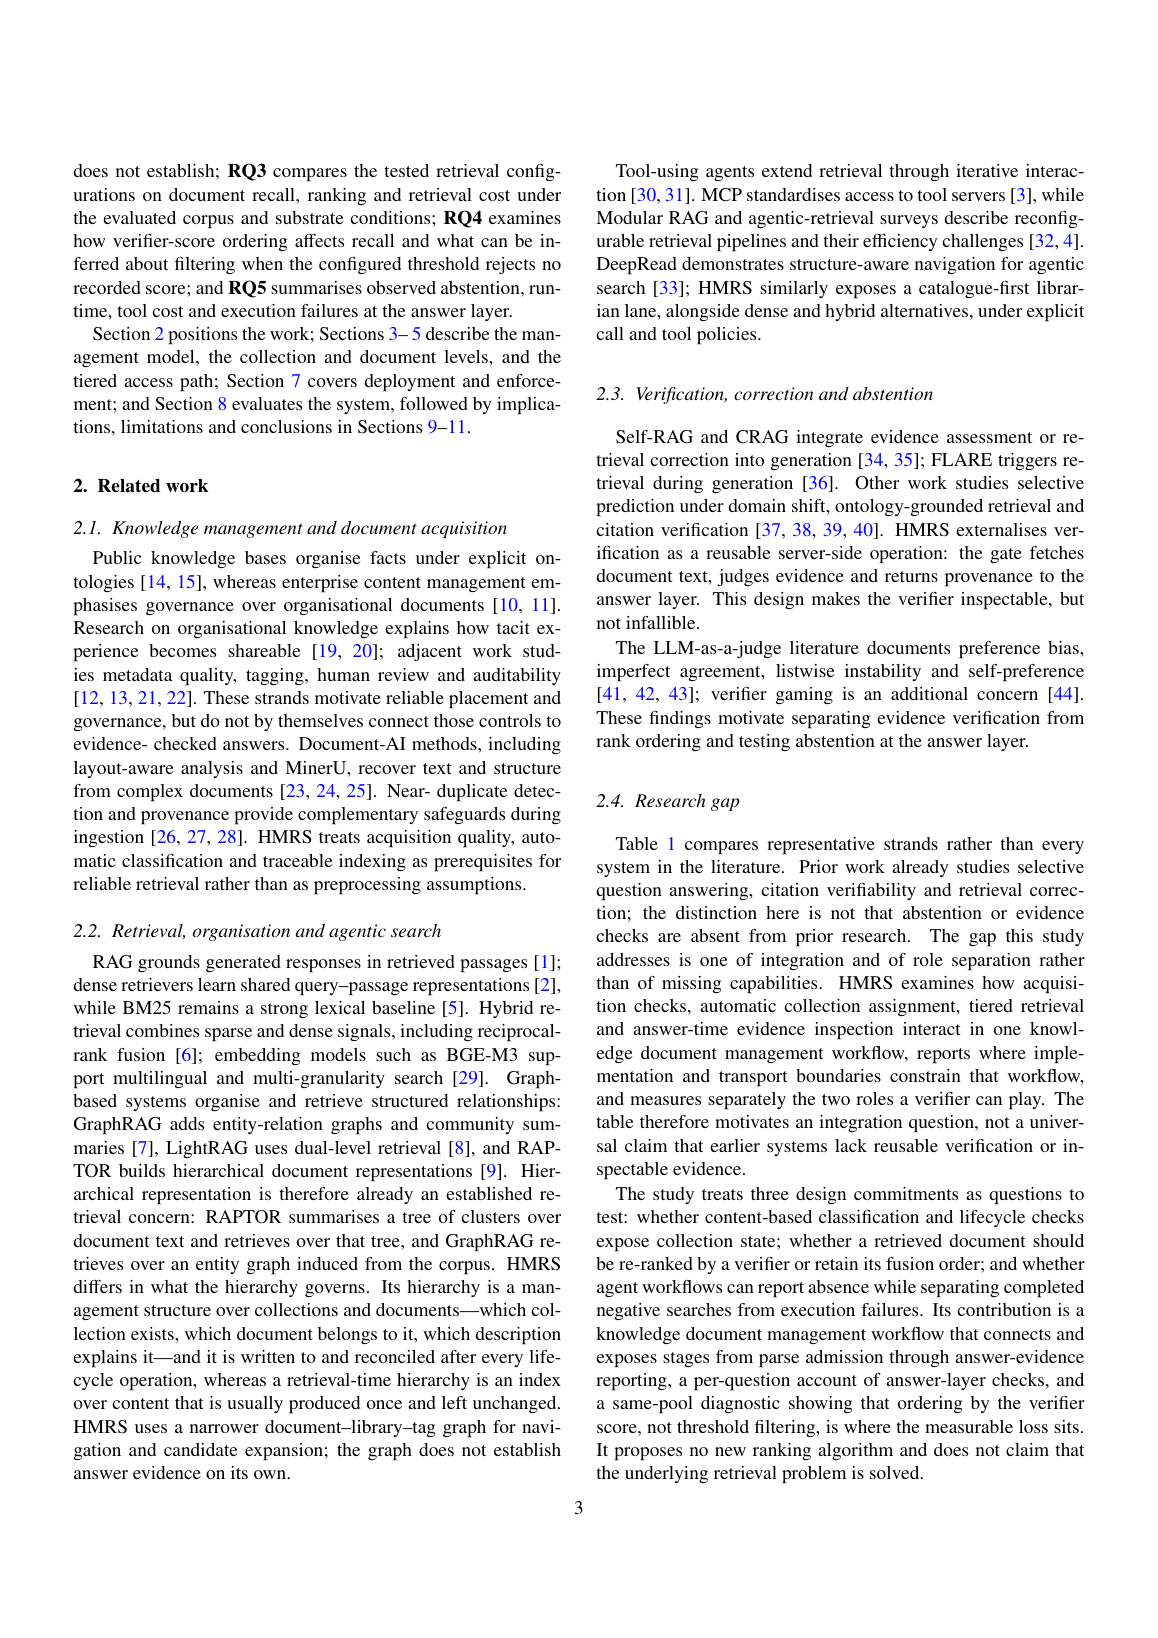 does not establish; RQ3 compares the tested retrieval config-
urations on document recall, ranking and retrieval cost under
the evaluated corpus and substrate conditions; RQ4 examines
how verifier-score ordering affects recall and what can be in-
ferred about filtering when the configured threshold rejects no
recorded score; and RQ5 summarises observed abstention, run-
time, tool cost and execution failures at the answer layer.
Section 2 positions the work; Sections 3– 5 describe the man-
agement model, the collection and document levels, and the
tiered access path; Section 7 covers deployment and enforce-
ment; and Section 8 evaluates the system, followed by implica-
tions, limitations and conclusions in Sections 9–11.
2. Related work
2.1. Knowledge management and document acquisition
Public knowledge bases organise facts under explicit on-
tologies [14, 15], whereas enterprise content management em-
phasises governance over organisational documents [10, 11].
Research on organisational knowledge explains how tacit ex-
perience becomes shareable [19, 20]; adjacent work stud-
ies metadata quality, tagging, human review and auditability
[12, 13, 21, 22]. These strands motivate reliable placement and
governance, but do not by themselves connect those controls to
evidence- checked answers. Document-AI methods, including
layout-aware analysis and MinerU, recover text and structure
from complex documents [23, 24, 25]. Near- duplicate detec-
tion and provenance provide complementary safeguards during
ingestion [26, 27, 28]. HMRS treats acquisition quality, auto-
matic classification and traceable indexing as prerequisites for
reliable retrieval rather than as preprocessing assumptions.
2.2. Retrieval, organisation and agentic search
RAG grounds generated responses in retrieved passages [1];
dense retrievers learn shared query–passage representations [2],
while BM25 remains a strong lexical baseline [5]. Hybrid re-
trieval combines sparse and dense signals, including reciprocal-
rank fusion [6]; embedding models such as BGE-M3 sup-
port multilingual and multi-granularity search [29]. Graph-
based systems organise and retrieve structured relationships:
GraphRAG adds entity-relation graphs and community sum-
maries [7], LightRAG uses dual-level retrieval [8], and RAP-
TOR builds hierarchical document representations [9]. Hier-
archical representation is therefore already an established re-
trieval concern: RAPTOR summarises a tree of clusters over
document text and retrieves over that tree, and GraphRAG re-
trieves over an entity graph induced from the corpus. HMRS
differs in what the hierarchy governs. Its hierarchy is a man-
agement structure over collections and documents—which col-
lection exists, which document belongs to it, which description
explains it—and it is written to and reconciled after every life-
cycle operation, whereas a retrieval-time hierarchy is an index
over content that is usually produced once and left unchanged.
HMRS uses a narrower document–library–tag graph for navi-
gation and candidate expansion; the graph does not establish
answer evidence on its own.
Tool-using agents extend retrieval through iterative interac-
tion [30, 31]. MCP standardises access to tool servers [3], while
Modular RAG and agentic-retrieval surveys describe reconfig-
urable retrieval pipelines and their efficiency challenges [32, 4].
DeepRead demonstrates structure-aware navigation for agentic
search [33]; HMRS similarly exposes a catalogue-first librar-
ian lane, alongside dense and hybrid alternatives, under explicit
call and tool policies.
2.3. Verification, correction and abstention
Self-RAG and CRAG integrate evidence assessment or re-
trieval correction into generation [34, 35]; FLARE triggers re-
trieval during generation [36]. Other work studies selective
prediction under domain shift, ontology-grounded retrieval and
citation verification [37, 38, 39, 40]. HMRS externalises ver-
ification as a reusable server-side operation: the gate fetches
document text, judges evidence and returns provenance to the
answer layer. This design makes the verifier inspectable, but
not infallible.
The LLM-as-a-judge literature documents preference bias,
imperfect agreement, listwise instability and self-preference
[41, 42, 43]; verifier gaming is an additional concern [44].
These findings motivate separating evidence verification from
rank ordering and testing abstention at the answer layer.
2.4. Research gap
Table 1 compares representative strands rather than every
system in the literature. Prior work already studies selective
question answering, citation verifiability and retrieval correc-
tion; the distinction here is not that abstention or evidence
checks are absent from prior research. The gap this study
addresses is one of integration and of role separation rather
than of missing capabilities. HMRS examines how acquisi-
tion checks, automatic collection assignment, tiered retrieval
and answer-time evidence inspection interact in one knowl-
edge document management workflow, reports where imple-
mentation and transport boundaries constrain that workflow,
and measures separately the two roles a verifier can play. The
table therefore motivates an integration question, not a univer-
sal claim that earlier systems lack reusable verification or in-
spectable evidence.
The study treats three design commitments as questions to
test: whether content-based classification and lifecycle checks
expose collection state; whether a retrieved document should
be re-ranked by a verifier or retain its fusion order; and whether
agent workflows can report absence while separating completed
negative searches from execution failures. Its contribution is a
knowledge document management workflow that connects and
exposes stages from parse admission through answer-evidence
reporting, a per-question account of answer-layer checks, and
a same-pool diagnostic showing that ordering by the verifier
score, not threshold filtering, is where the measurable loss sits.
It proposes no new ranking algorithm and does not claim that
the underlying retrieval problem is solved.
3